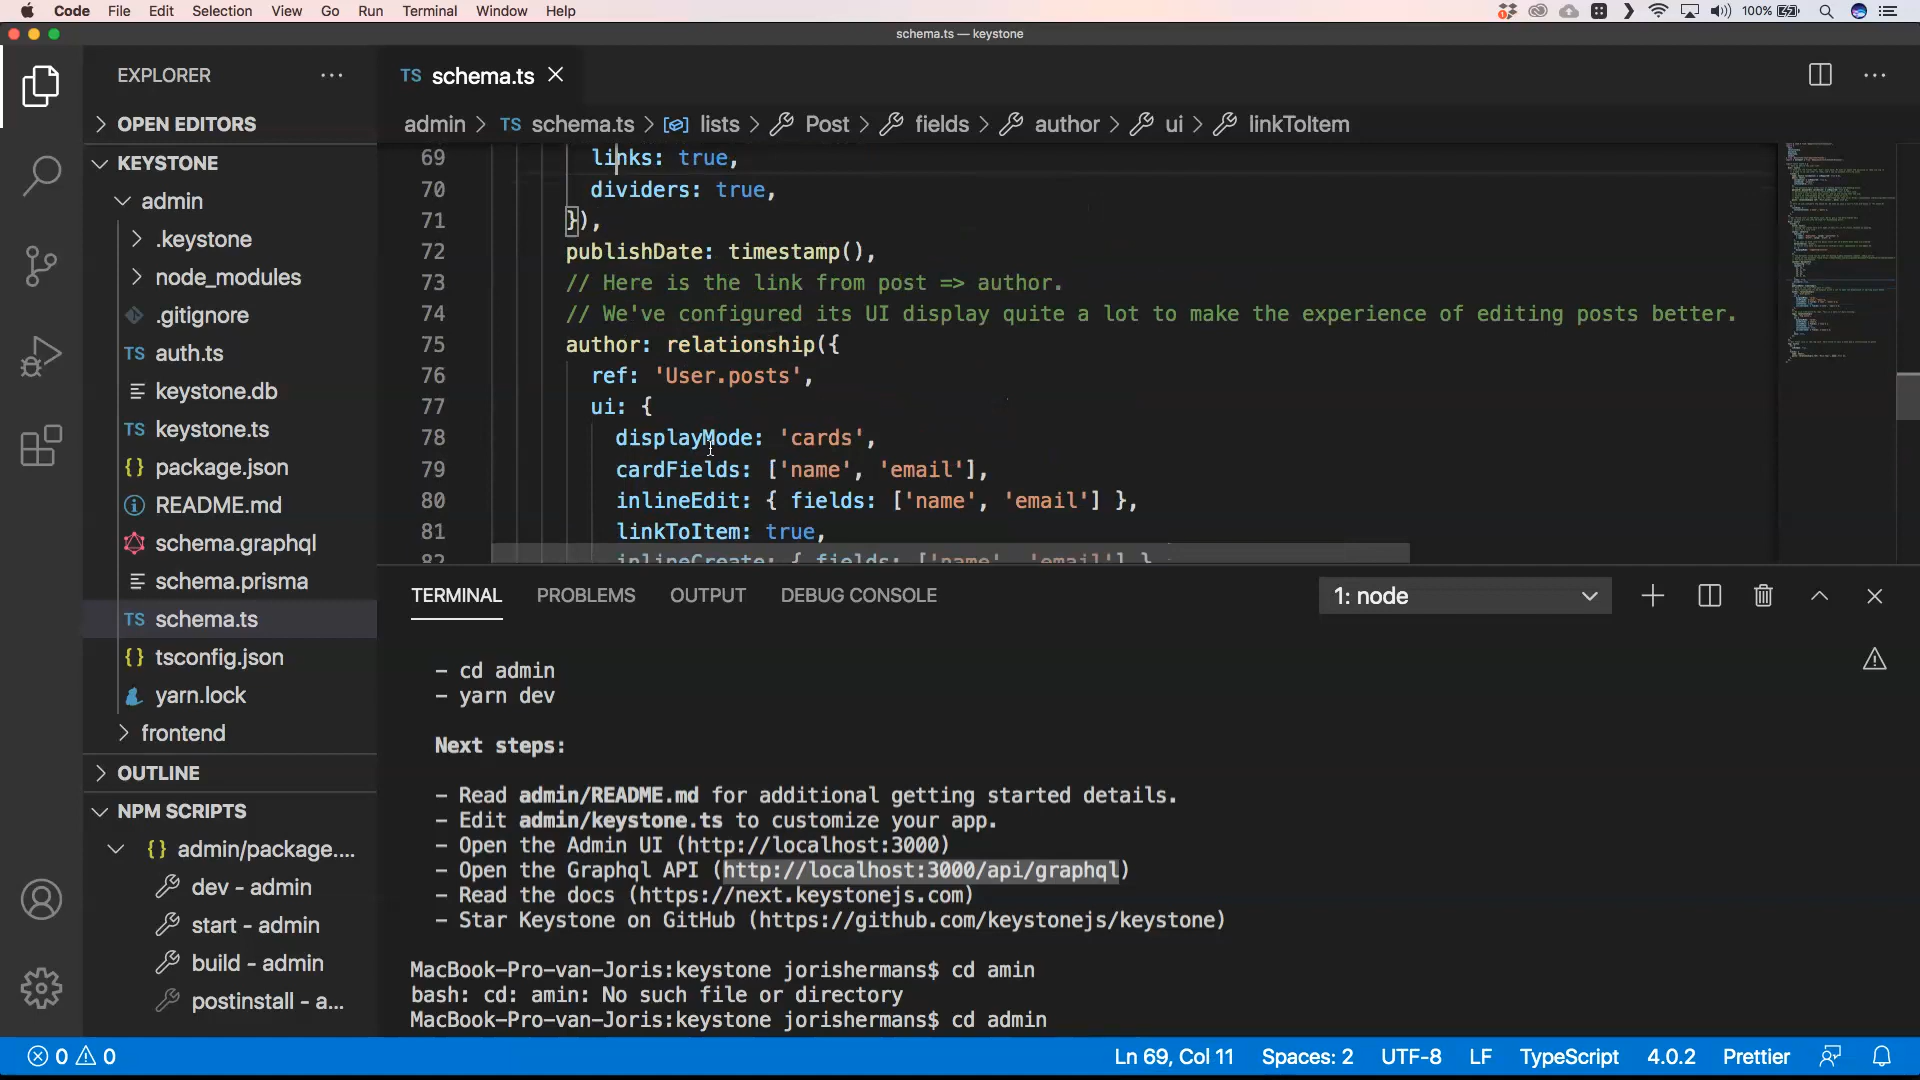 Code File Edit Selection View Go Run Terminal Window Help 100%
schema.ts — keystone
EXPLORER
TS schema.ts
OPEN EDITORS
admin > TS schema.ts > lists > Post > fields > author > ui > linkToItem
KEYSTONE
admin
.keystone
node_modules
.gitignore
TS auth.ts
keystone.db
TS keystone.ts
{} package.json
README.md
schema.graphql
schema.prisma
TS schema.ts
{} tsconfig.json
yarn.lock
frontend
OUTLINE
NPM SCRIPTS
{} admin/package....
dev - admin
start - admin
build - admin
postinstall - a...
69 links: true,
70 dividers: true,
71 }),
72 publishDate: timestamp(),
73 // Here is the link from post => author.
74 // We've configured its UI display quite a lot to make the experience of editing posts better.
75 author: relationship({
76 ref: 'User.posts',
77 ui: {
78 displayMode: 'cards',
79 cardFields: ['name', 'email'],
80 inlineEdit: { fields: ['name', 'email'] },
81 linkToItem: true,
82 inlineCreate: { fields: ['name', 'email'] }
TERMINAL PROBLEMS OUTPUT DEBUG CONSOLE 1: node
- cd admin
- yarn dev
Next steps:
- Read admin/README.md for additional getting started details.
- Edit admin/keystone.ts to customize your app.
- Open the Admin UI (http://localhost:3000)
- Open the Graphql API (http://localhost:3000/api/graphql)
- Read the docs (https://next.keystonejs.com)
- Star Keystone on GitHub (https://github.com/keystonejs/keystone)
MacBook-Pro-van-Joris:keystone jorishermans$ cd amin
bash: cd: amin: No such file or directory
MacBook-Pro-van-Joris:keystone jorishermans$ cd admin
0 0 Ln 69, Col 11 Spaces: 2 UTF-8 LF TypeScript 4.0.2 Prettier